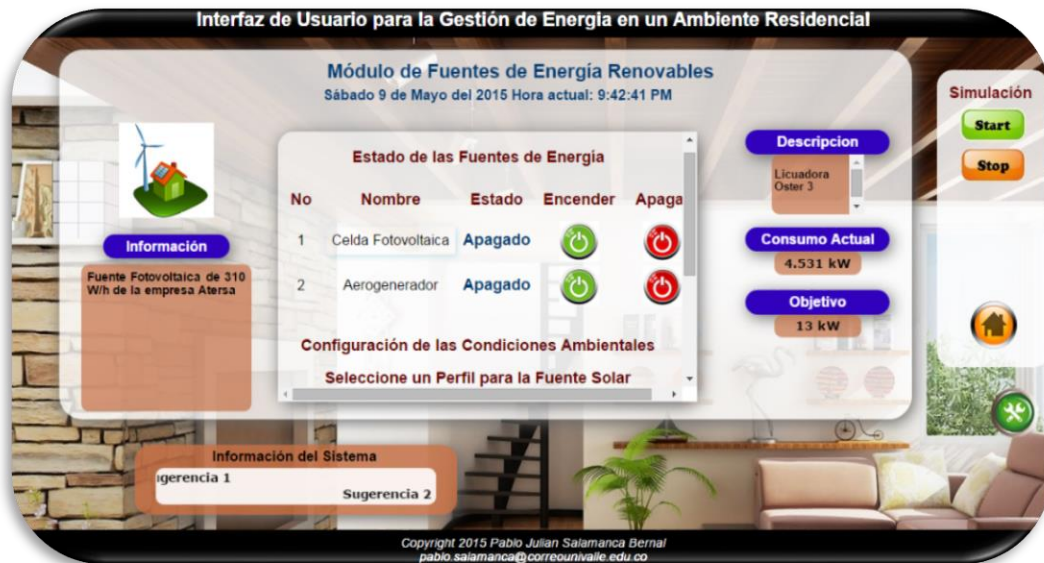 Interfaz de Usuario para la Gestión de Energia en un Ambiente Residencial
Módulo de Fuentes de Energía Renovables
Sábado 9 de Mayo del 2015 Hora actual: 9:42:41 PM
Información
Fuente Fotovoltaica de 310
W/h de la empresa Atersa
Estado de las Fuentes de Energía
No Nombre Estado Encender Apaga
1 Celda Fotovoltaica Apagado
2 Aerogenerador Apagado
Configuración de las Condiciones Ambientales
Seleccione un Perfil para la Fuente Solar
Descripcion
Licuadora
Oster 3
Consumo Actual
4.531 kW
Objetivo
13 kW
Simulación
Start
Stop
Información del Sistema
igerencia 1
Sugerencia 2
Copyright 2015 Pablo Julian Salamanca Bernal
pablo.salamanca@correounivalle.edu.co